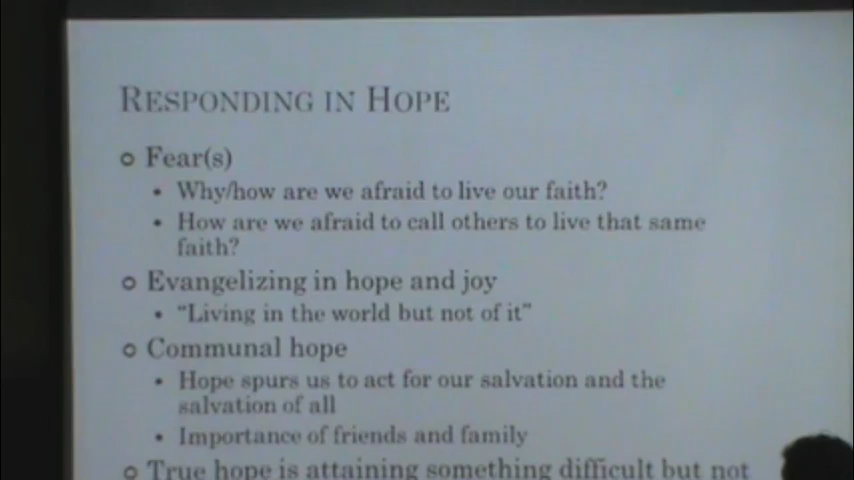 RESPONDING IN HOPE
Fear(s)
Why/how are we afraid to live our faith?
How are we afraid to call others to live that same
faith?
Evangelizing in hope and joy
"Living in the world but not of it"
Communal hope
Hope spurs us to act for our salvation and the
salvation of all
Importance of friends and family
True hope is attaining something difficult but not